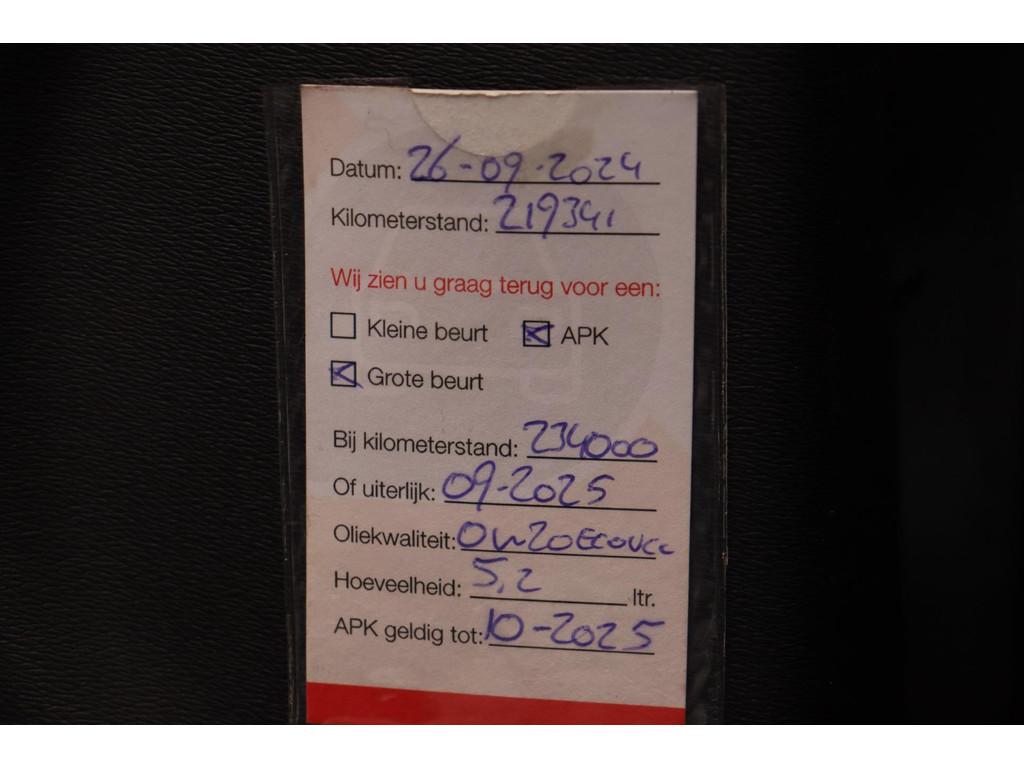 Datum: 26-09-2024
Kilometerstand: 219341
Wij zien u graag terug voor een:
Kleine beurt APK
Grote beurt
Bij kilometerstand: 234000
Of uiterlijk: 09-2025
Oliekwaliteit: 0W20
Hoeveelheid: 5,2 ltr.
APK geldig tot: 10-2025